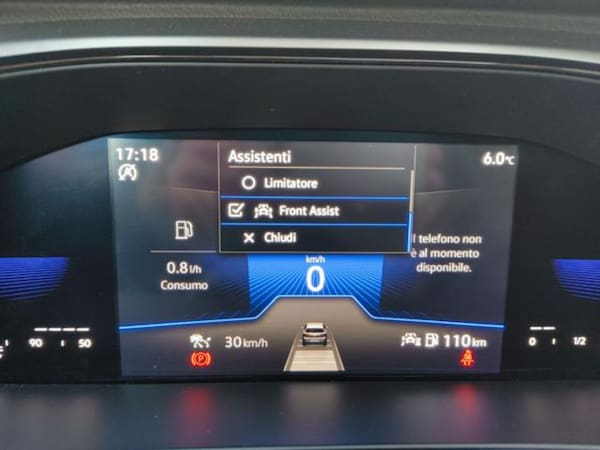 17:18
Assistenti
6.0°C
Limitatore
Front Assist
Chiudi
km/h
0
l telefono non
è al momento
disponibile.
0.8 l/h
Consumo
90
50
30 km/h
110 km
0
1/2
(P)